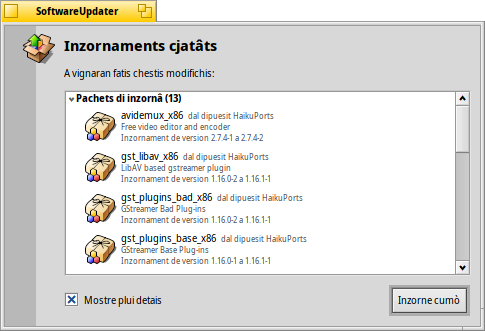 SoftwareUpdater
Inzornaments cjatâts
A vignaran fatis chestis modifichis:
Pachets di inzornâ (13)
avidemux_x86 dal dipuesit HaikuPorts
Free video editor and encoder
Inzornament de version 2.7.4-1 a 2.7.4-2
gst_libav_x86 dal dipuesit HaikuPorts
LibAV based gstreamer plugin
Inzornament de version 1.16.0-2 a 1.16.1-1
gst_plugins_bad_x86 dal dipuesit HaikuPorts
GStreamer Bad Plug-ins
Inzornament de version 1.16.0-2 a 1.16.1-1
gst_plugins_base_x86 dal dipuesit HaikuPorts
GStreamer Base Plug-ins
Inzornament de version 1.16.0-1 a 1.16.1-1
Mostre plui detais
Inzorne cumò